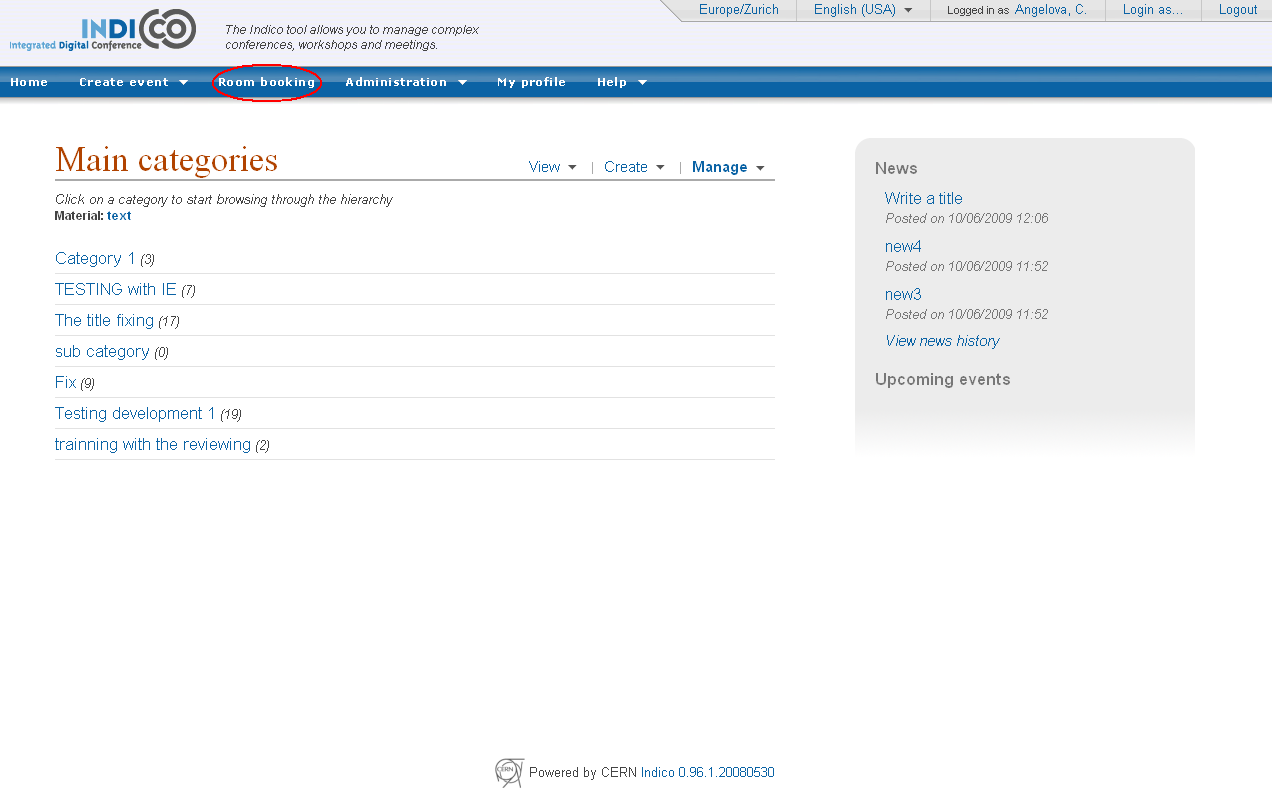 Europe/Zurich English (USA) Logged in as Angelova, C. Login as... Logout
INDICO
Integrated Digital Conference
The Indico tool allows you to manage complex
conferences, workshops and meetings.
Home Create event Room booking Administration My profile Help
Main categories
View | Create | Manage
Click on a category to start browsing through the hierarchy
Material: text
Category 1 (3)
TESTING with IE (7)
The title fixing (17)
sub category (0)
Fix (9)
Testing development 1 (19)
trainning with the reviewing (2)
News
Write a title
Posted on 10/06/2009 12:06
new4
Posted on 10/06/2009 11:52
new3
Posted on 10/06/2009 11:52
View news history
Upcoming events
CERN
Powered by CERN Indico 0.96.1.20080530